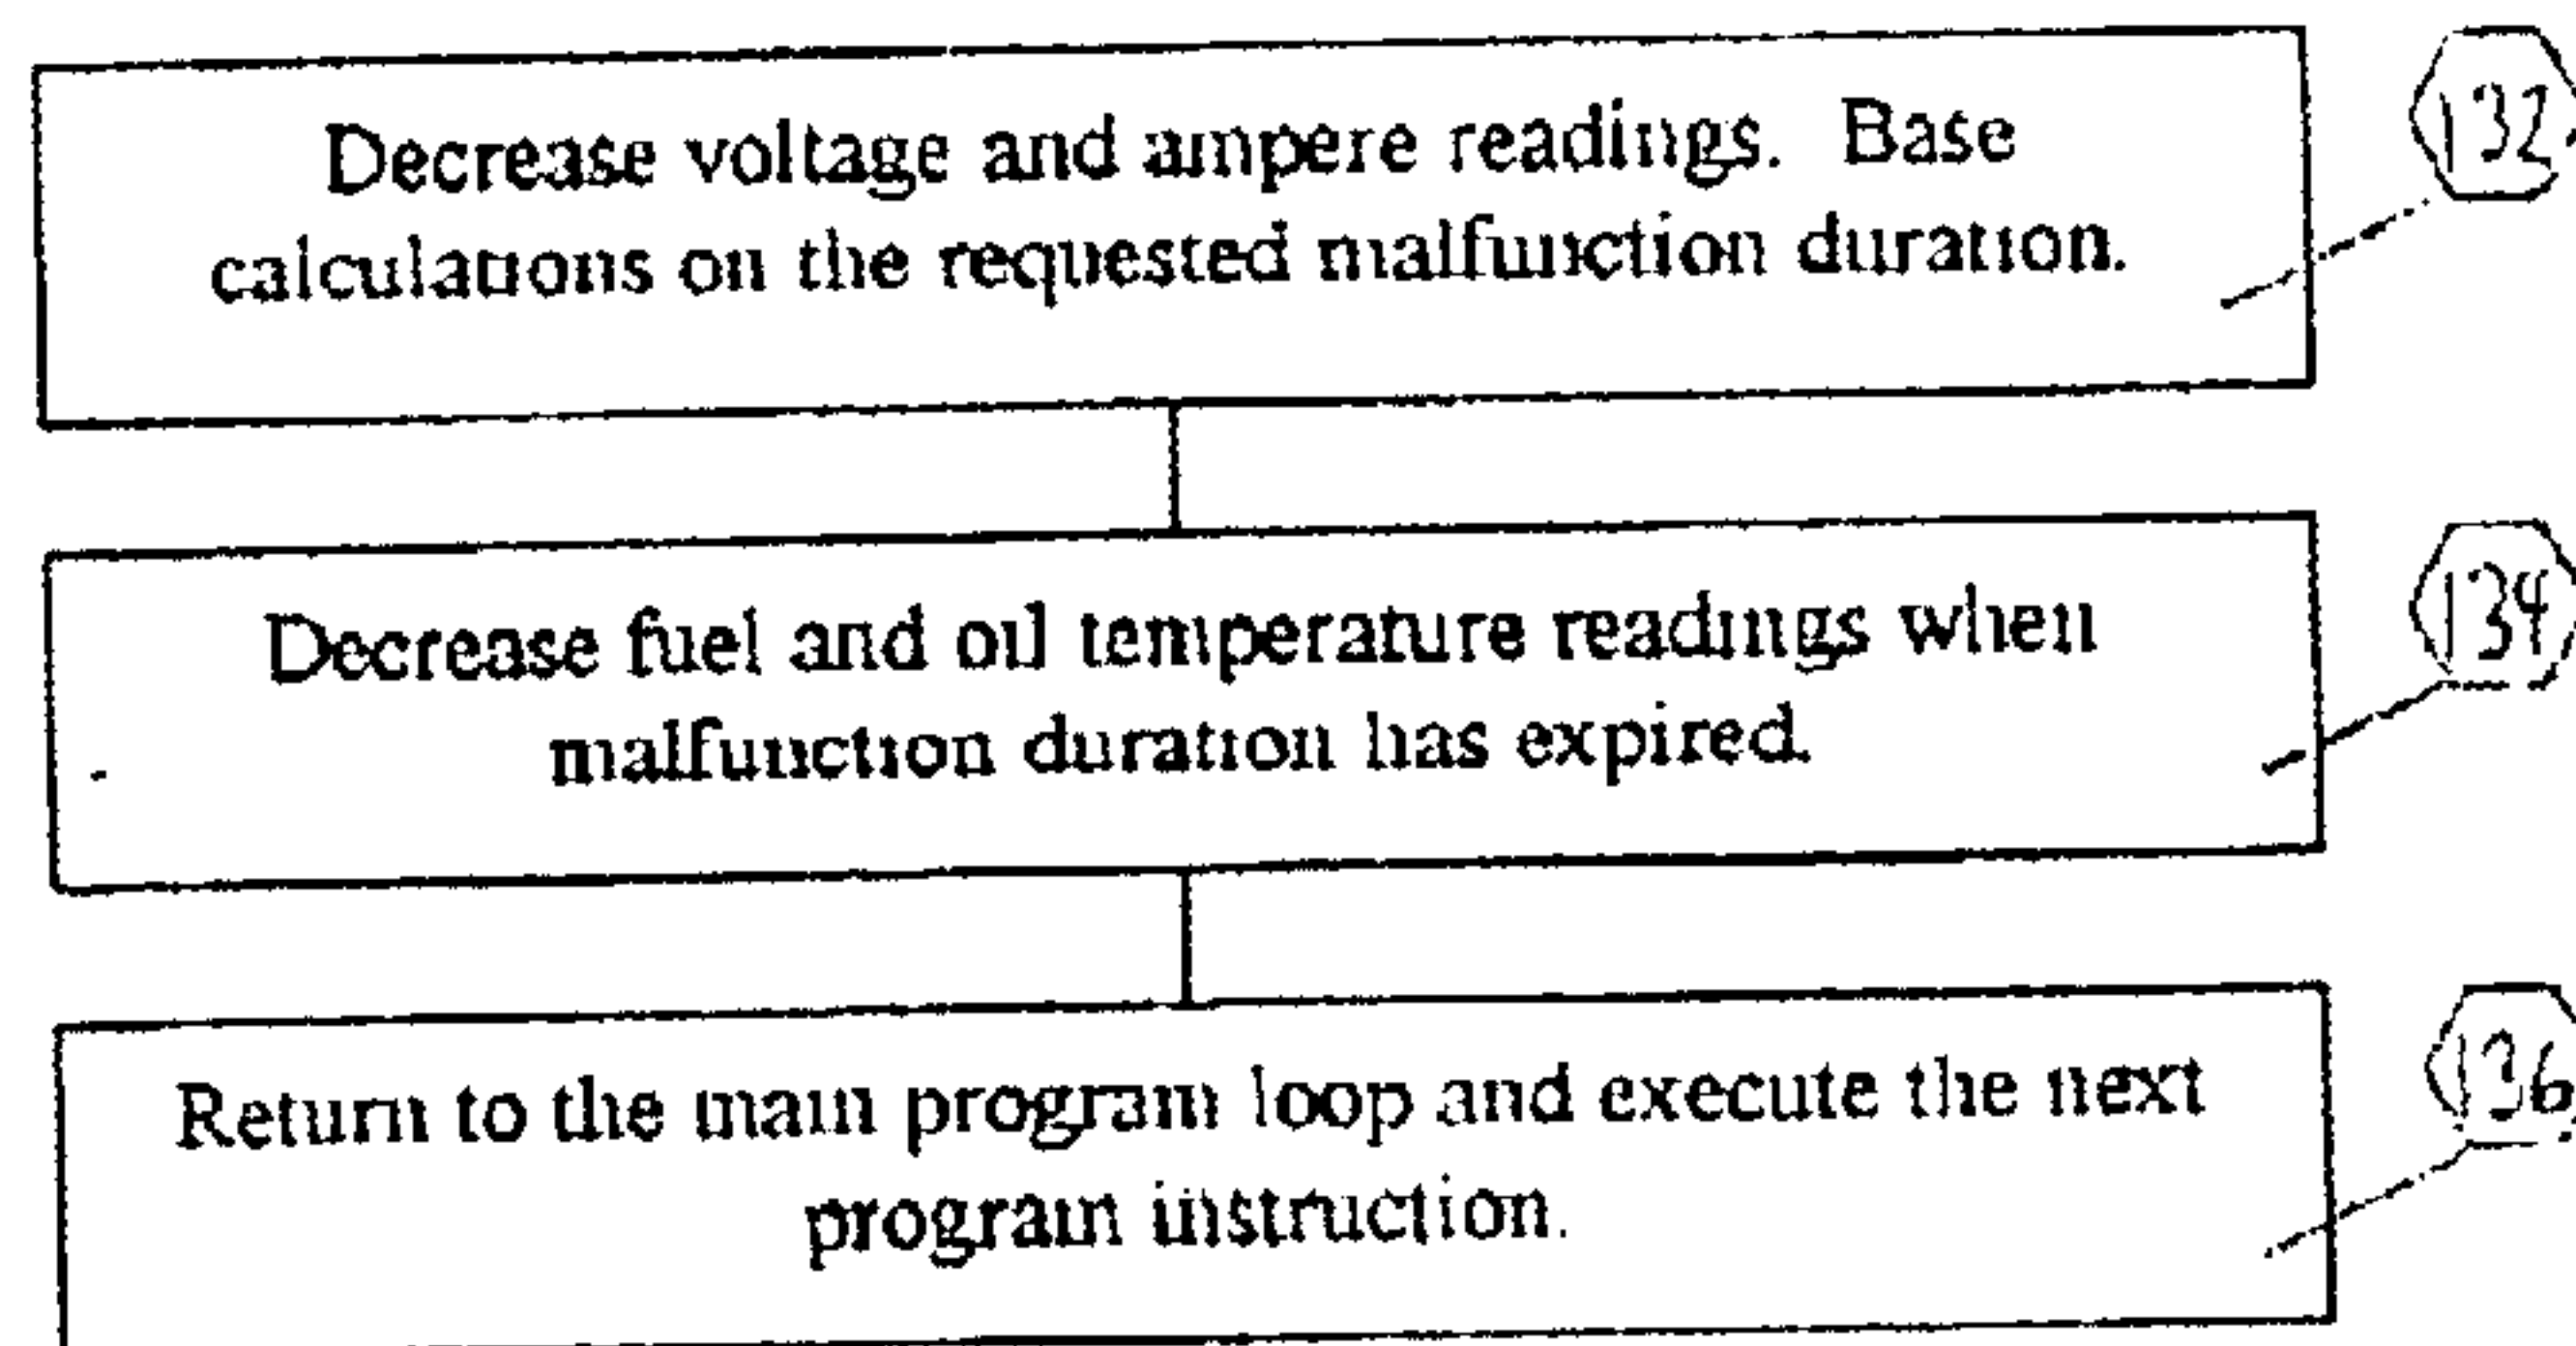 Decrease voltage and ampere readings. Base
132
calculations on the requested malfunction duration.
Decrease fuel and oil temperature readings when
134
malfunction duration has expired.
Return to the main program loop and execute the next
136
program instruction.